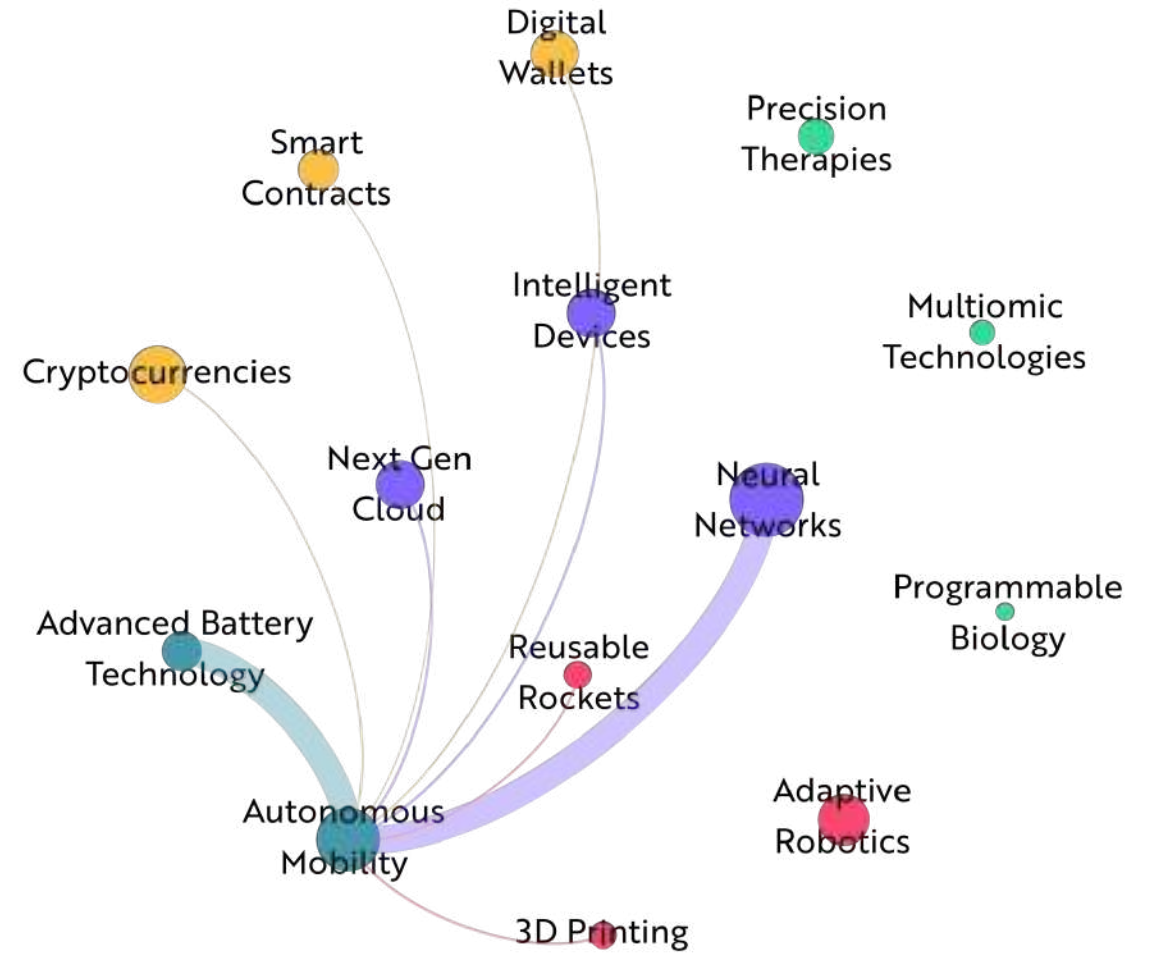 Digital
Wallets
Precision
Therapies
Smart
Contracts
Intelligent
Devices
Multiomic
Technologies
Cryptocurrencies
Next Gen
Cloud
Neural
Networks
Programmable
Biology
Advanced Battery
Technology
Reusable
Rockets
Adaptive
Robotics
Autonomous
Mobility
3D Printing